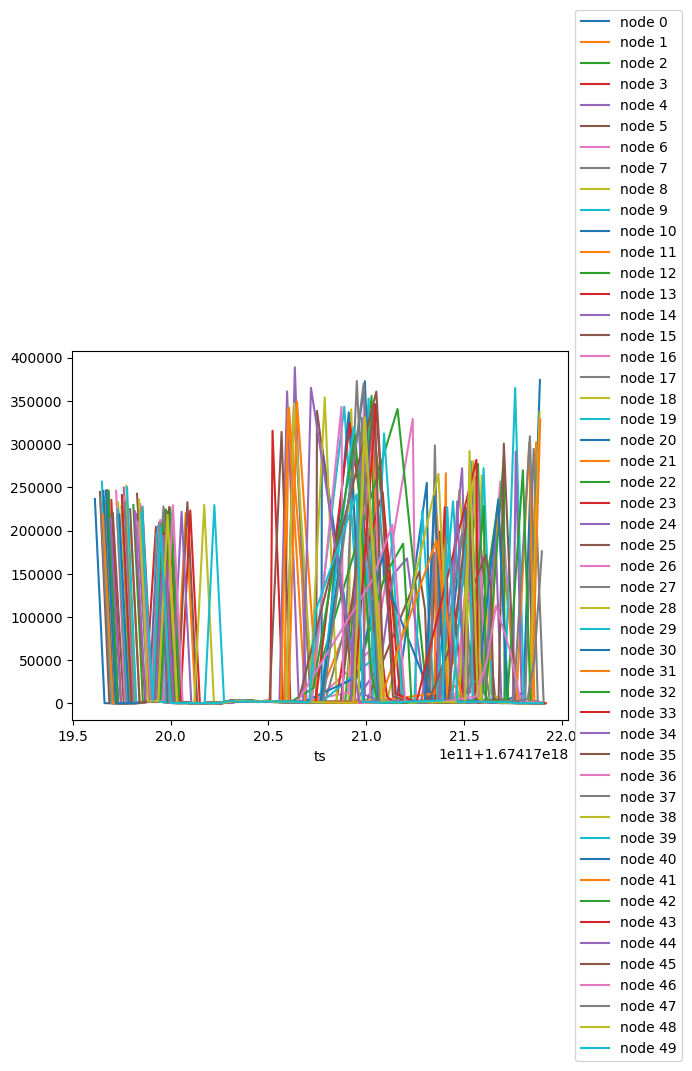 400000
350000
300000
250000
200000
150000
100000
50000
0
19.5 20.0 20.5 21.0 21.5 22.0
1e11+1.67417e18
ts
node 0
node 1
node 2
node 3
node 4
node 5
node 6
node 7
node 8
node 9
node 10
node 11
node 12
node 13
node 14
node 15
node 16
node 17
node 18
node 19
node 20
node 21
node 22
node 23
node 24
node 25
node 26
node 27
node 28
node 29
node 30
node 31
node 32
node 33
node 34
node 35
node 36
node 37
node 38
node 39
node 40
node 41
node 42
node 43
node 44
node 45
node 46
node 47
node 48
node 49